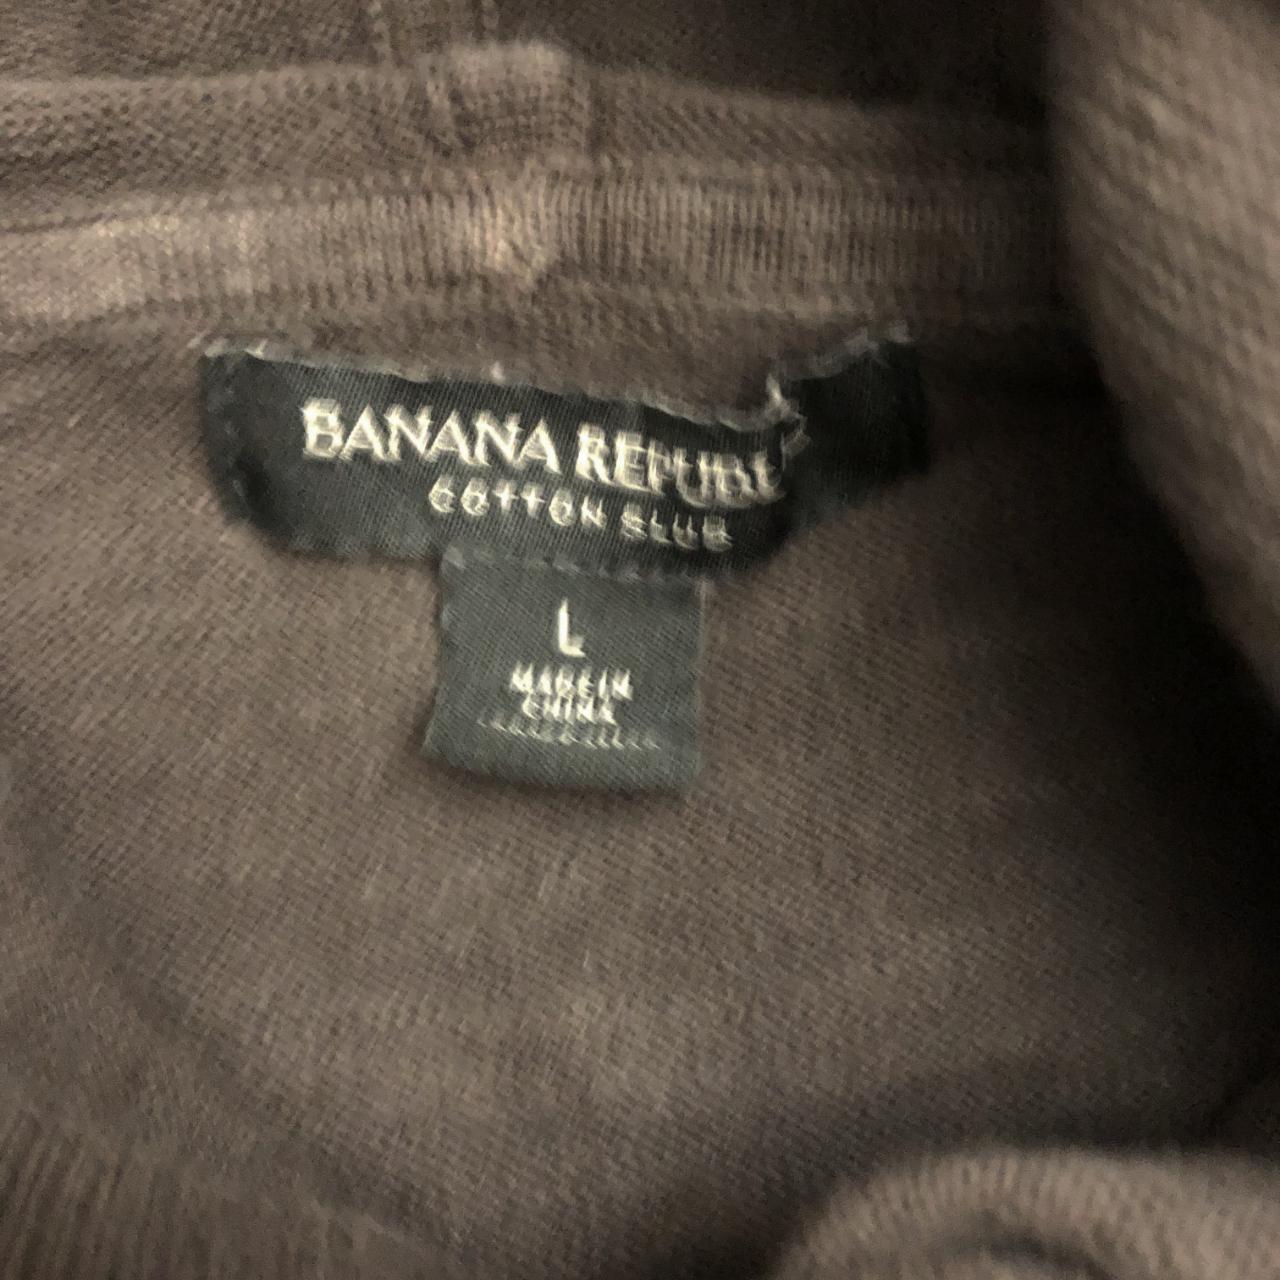 BANANA REPUBL
COTTON SLUB
L
MADE IN
CHINA